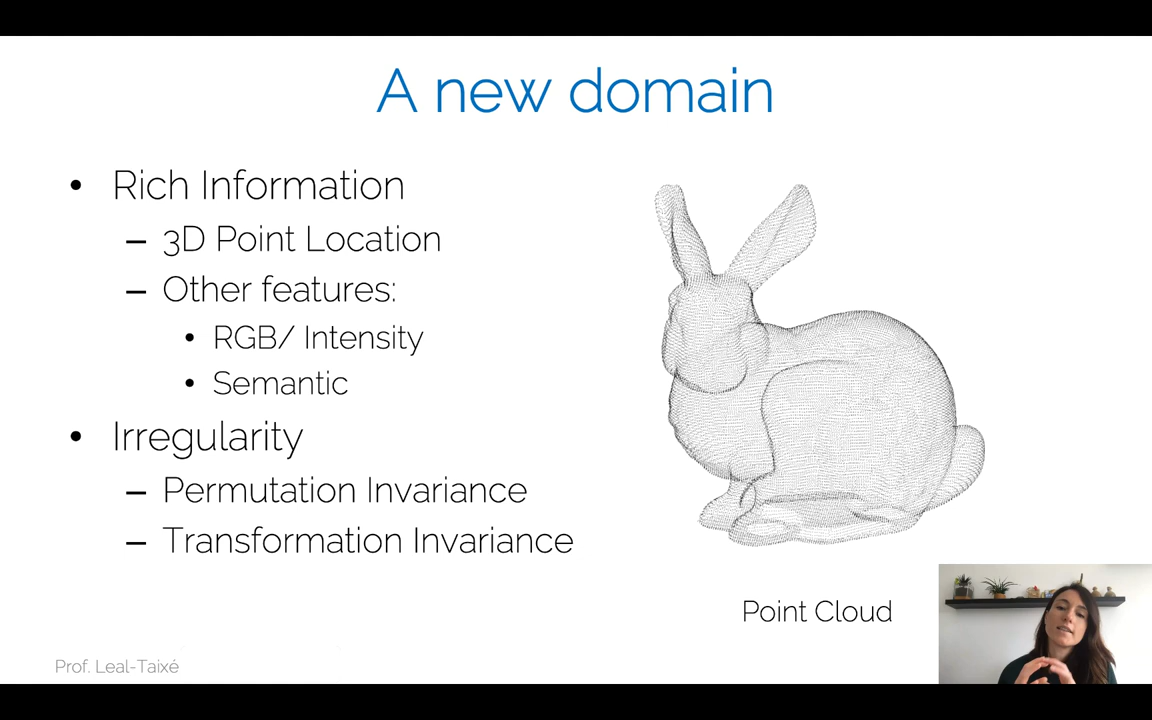 A new domain
• Rich Information
– 3D Point Location
– Other features:
• RGB/ Intensity
• Semantic
• Irregularity
– Permutation Invariance
– Transformation Invariance
Point Cloud
Prof. Leal-Taixé